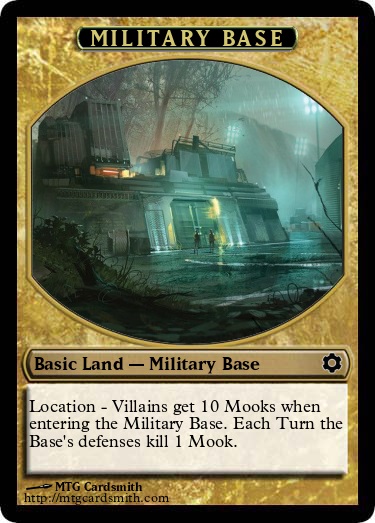 MILITARY BASE
Basic Land — Military Base
Location - Villains get 10 Mooks when
entering the Military Base. Each Turn the
Base's defenses kill 1 Mook.
MTG Cardsmith
http://mtgcardsmith.com